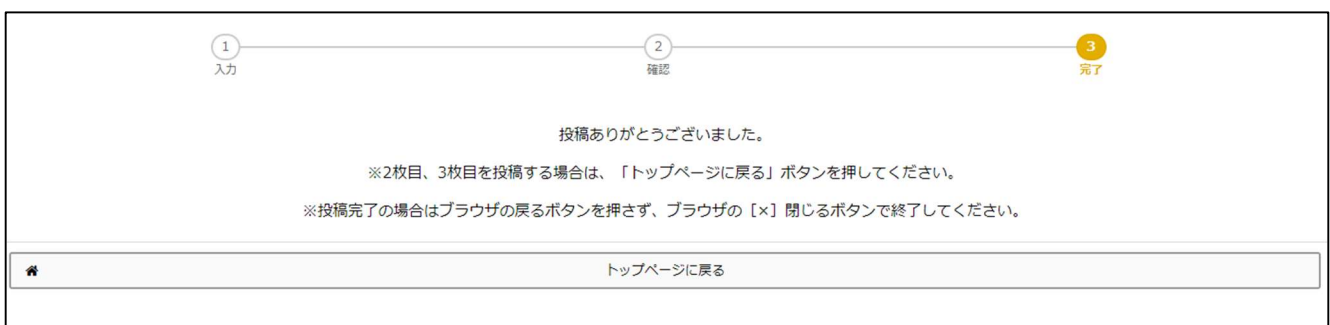 1
入力
2
確認
3
完了
投稿ありがとうございました。
※2枚目、3枚目を投稿する場合は、「トップページに戻る」ボタンを押してください。
※投稿完了の場合はブラウザの戻るボタンを押さず、ブラウザの［×］閉じるボタンで終了してください。
トップページに戻る